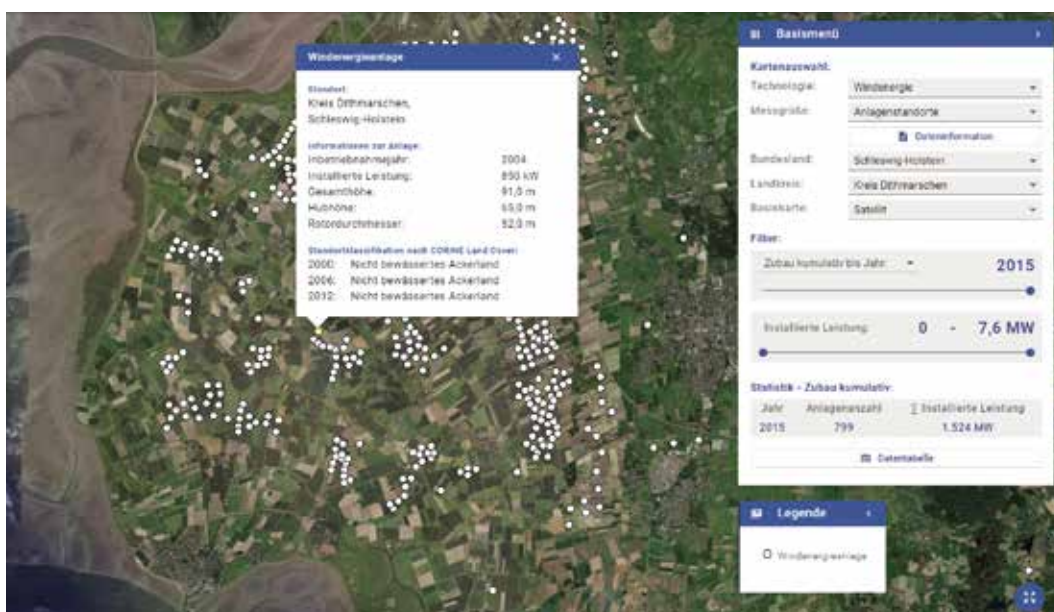 Windenergieanlage ×
Standort:
Kreis Dithmarschen,
Schleswig-Holstein
Informationen zur Anlage:
Inbetriebnahmejahr: 2004
Installierte Leistung: 850 kW
Gesamthöhe: 91,0 m
Nabhöhe: 65,0 m
Rotordurchmesser: 52,0 m
Standortklassifikation nach CORINE Land Cover:
2000: Nicht bewässertes Ackerland
2006: Nicht bewässertes Ackerland
2012: Nicht bewässertes Ackerland
Basismenü
Kartenauswahl:
Technologie: Windenergie
Messgröße: Anlagenstandorte
Dateninformation
Bundesland: Schleswig-Holstein
Landkreis: Kreis Dithmarschen
Basiskarte: Satellit
Filter:
Zubau kumulativ bis Jahr: 2015
Installierte Leistung: 0 - 7,6 MW
Statistik - Zubau kumulativ:
Jahr Anlagenanzahl ∑ Installierte Leistung
2015 799 1.524 MW
Datentabelle
Legende
Windenergieanlage